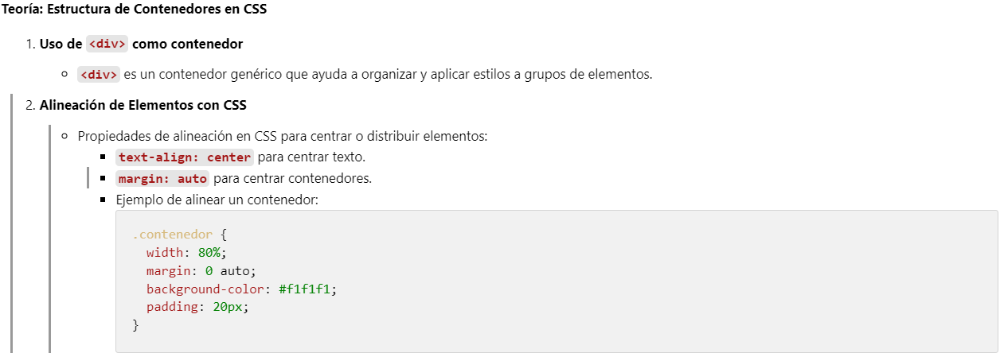 Teoría: Estructura de Contenedores en CSS
1. Uso de <div> como contenedor
<div> es un contenedor genérico que ayuda a organizar y aplicar estilos a grupos de elementos.
2. Alineación de Elementos con CSS
Propiedades de alineación en CSS para centrar o distribuir elementos:
text-align: center para centrar texto.
margin: auto para centrar contenedores.
Ejemplo de alinear un contenedor:
.contenedor {
width: 80%;
margin: 0 auto;
background-color: #f1f1f1;
padding: 20px;
}